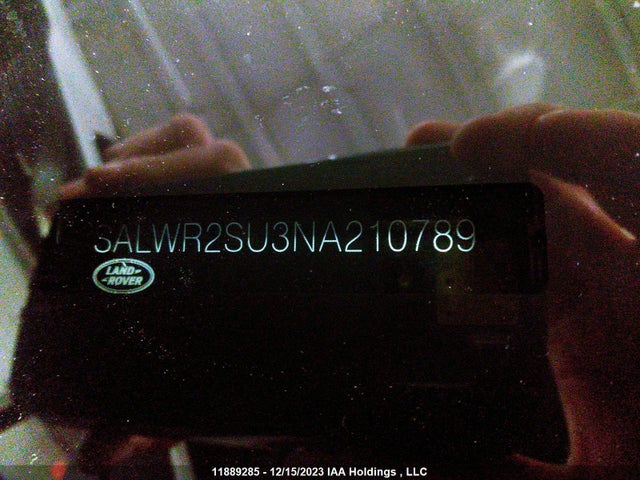 SALWR2SU3NA210789
LAND-
-ROVER
11889285 - 12/15/2023 IAA Holdings , LLC